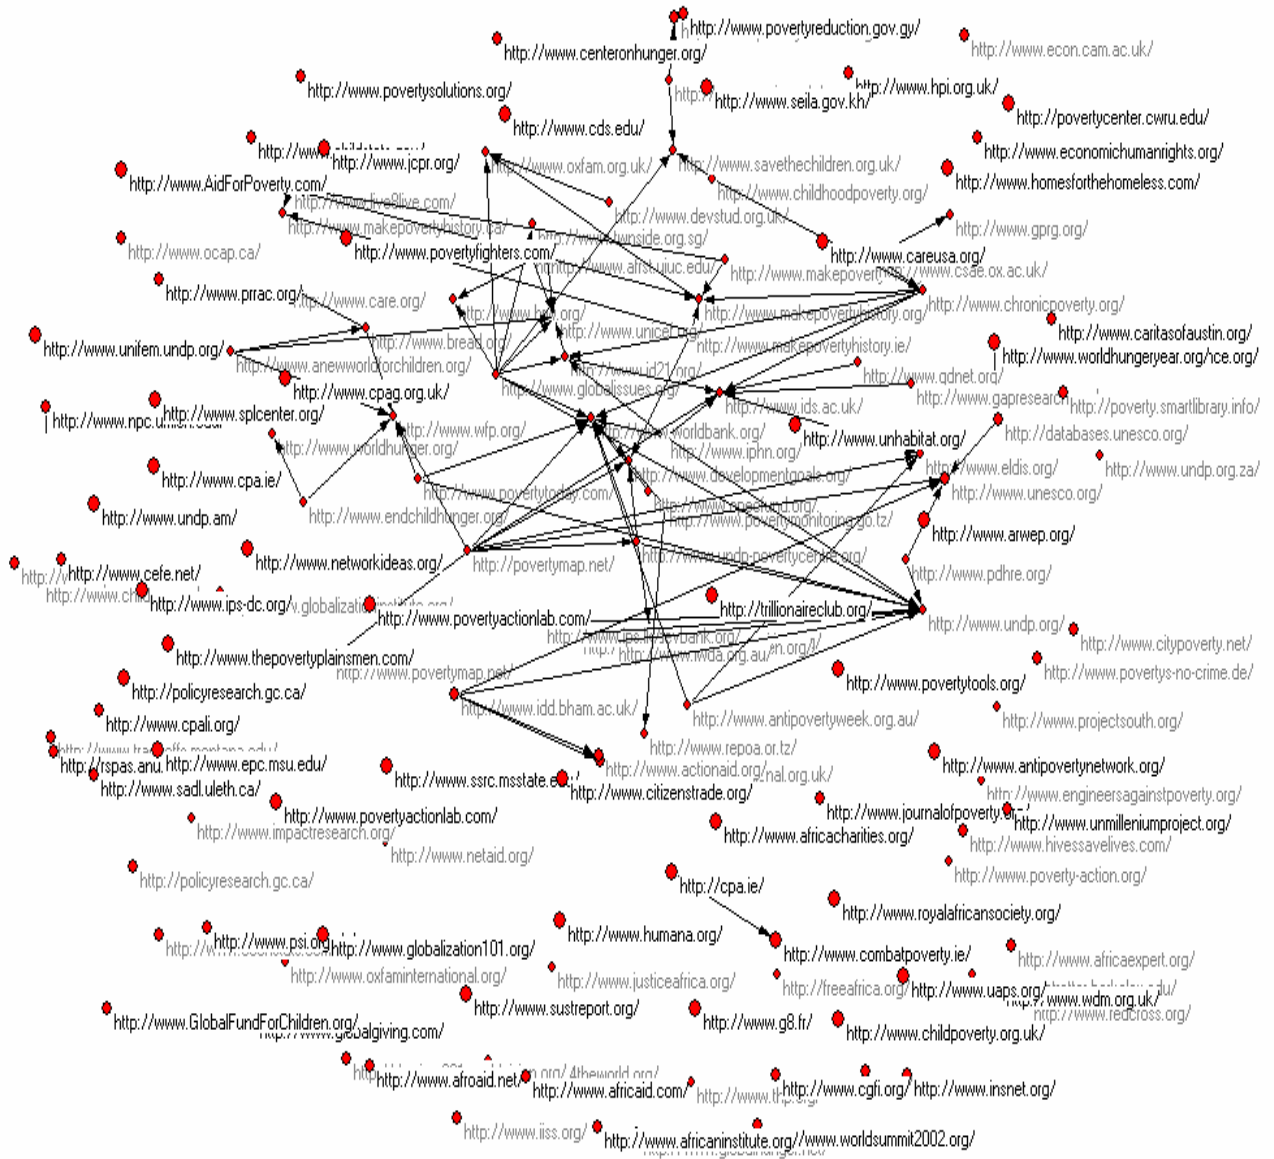 http://www.povertyreduction.gov.gy/
http://www.econ.cam.ac.uk/
http://www.centeronhunger.org/
http://www.povertysolutions.org/
http://www.hpi.org.uk/
http://www.seila.gov.kh/
http://povertycenter.cwru.edu/
http://www.cds.edu/
http://www.economichumanrights.org/
http://www.jcpr.org/
http://www.oxfam.org.uk/
http://www.savethechildren.org.uk/
http://www.homesforthehomeless.com/
http://www.AidForPoverty.com/
http://www.childhoodpoverty.org/
http://www.live8live.com/
http://www.devstud.org.uk/
http://www.makepovertyhistory.ca/
http://www.gprg.org/
http://www.ocap.ca/
http://www.povertyfighters.com/
http://www.careusa.org/
http://www.prrac.org/
http://www.care.org/
http://www.chronicpoverty.org/
http://www.makepovertyhistory.org/
http://www.caritasofaustin.org/
http://www.bread.org/
http://www.makepovertyhistory.ie/
http://www.unifem.undp.org/
http://www.anewworldforchildren.org/
http://www.id21.org/
http://www.qdnet.org/
http://www.globalissues.org/
http://www.cpag.org.uk/
http://www.ids.ac.uk/
http://poverty.smartlibrary.info/
http://www.splcenter.org/
http://www.wfp.org/
http://databases.unesco.org/
http://www.unhabitat.org/
http://www.worldhunger.org/
http://www.iphn.org/
http://www.eldis.org/
http://www.undp.org.za/
http://www.cpa.ie/
http://www.developmentgoals.org/
http://www.povertytoday.com/
http://www.unesco.org/
http://www.undp.am/
http://www.endchildhunger.org/
http://www.povertymonitoring.go.tz/
http://www.arwep.org/
http://www.networkideas.org/
http://povertymap.net/
http://www.undp-povertycentre.org/
http://www.cefe.net/
http://www.pdhre.org/
http://www.ips-dc.org/
http://www.povertyactionlab.com/
http://trillionaireclub.org/
http://www.undp.org/
http://www.citypoverty.net/
http://www.thepovertyplainsmen.com/
http://www.iwda.org.au/
http://www.povertymap.net/
http://www.povertys-no-crime.de/
http://www.povertytools.org/
http://policyresearch.gc.ca/
http://www.idd.bham.ac.uk/
http://www.antipovertyweek.org.au/
http://www.projectsouth.org/
http://www.cpali.org/
http://www.repoa.or.tz/
http://www.epc.msu.edu/
http://www.actionaid.org/
http://www.antipovertynetwork.org/
http://www.sadl.uleth.ca/
http://www.citizenstrade.org/
http://www.engineersagainstpoverty.org/
http://www.povertyactionlab.com/
http://www.unmilleniumproject.org/
http://www.impactresearch.org/
http://www.africacharities.org/
http://www.hivessavelives.com/
http://www.netaid.org/
http://www.poverty-action.org/
http://policyresearch.gc.ca/
http://cpa.ie/
http://www.royalafricansociety.org/
http://www.humana.org/
http://www.globalization101.org/
http://www.combatpoverty.ie/
http://www.africaexpert.org/
http://www.oxfaminternational.org/
http://www.justiceafrica.org/
http://freeafrica.org/
http://www.uaps.org/
http://www.wdm.org.uk/
http://www.redcross.org/
http://www.sustreport.org/
http://www.GlobalFundForChildren.org/
http://www.globalgiving.com/
http://www.g8.fr/
http://www.childpoverty.org.uk/
http://www.afroaid.net/
http://www.africaid.com/
http://www.cgfi.org/
http://www.insnet.org/
http://www.iiss.org/
http://www.africaninstitute.org/
/www.worldsummit2002.org/